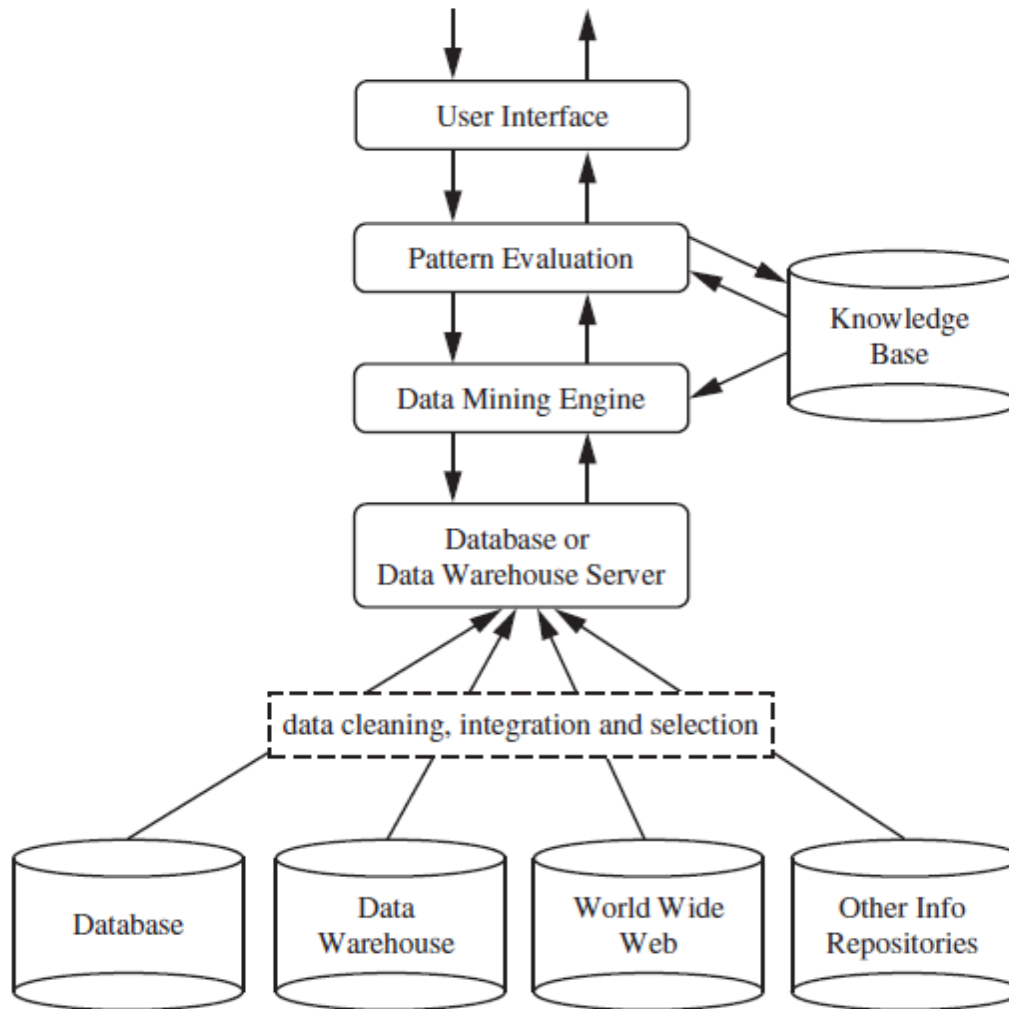 User Interface
Pattern Evaluation
Knowledge
Base
Data Mining Engine
Database or
Data Warehouse Server
data cleaning, integration and selection
Database
Data
Warehouse
World Wide
Web
Other Info
Repositories